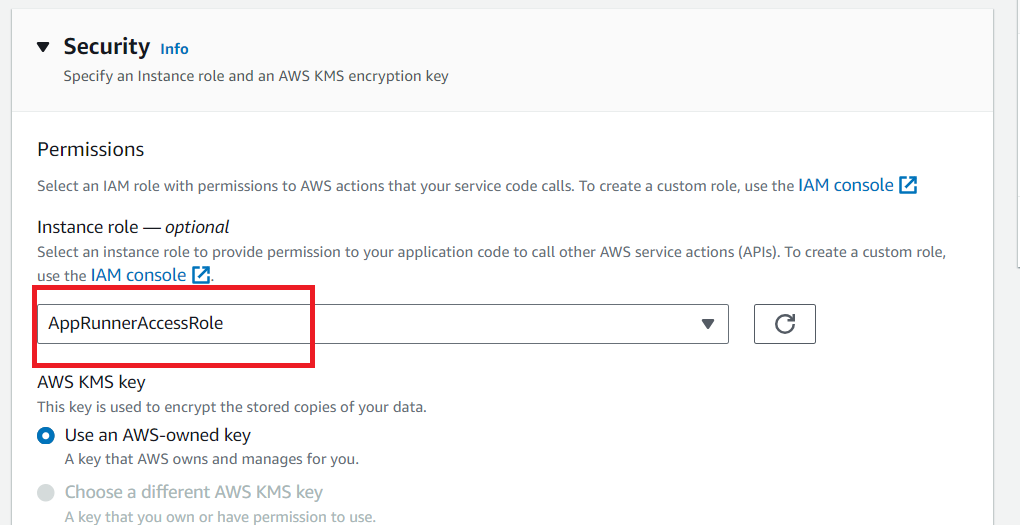 Security Info
Specify an Instance role and an AWS KMS encryption key
Permissions
Select an IAM role with permissions to AWS actions that your service code calls. To create a custom role, use the IAM console
Instance role — optional
Select an instance role to provide permission to your application code to call other AWS service actions (APIs). To create a custom role,
use the IAM console.
AppRunnerAccessRole
AWS KMS key
This key is used to encrypt the stored copies of your data.
Use an AWS-owned key
A key that AWS owns and manages for you.
Choose a different AWS KMS key
A key that you own or have permission to use.